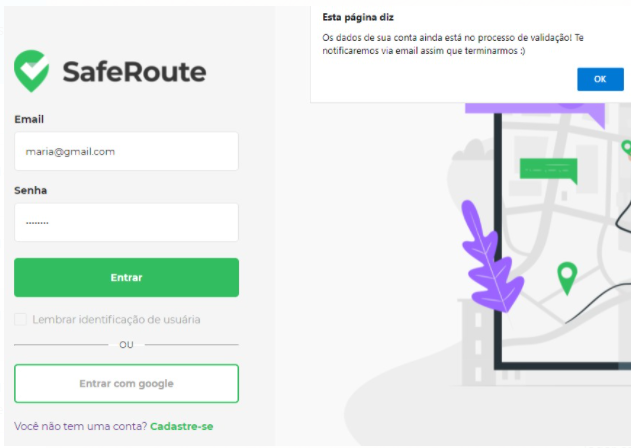 Esta página diz
Os dados de sua conta ainda está no processo de validação! Te
notificaremos via email assim que terminarmos :)
OK
SafeRoute
Email
maria@gmail.com
Senha
........
Entrar
Lembrar identificação de usuária
OU
Entrar com google
Você não tem uma conta? Cadastre-se